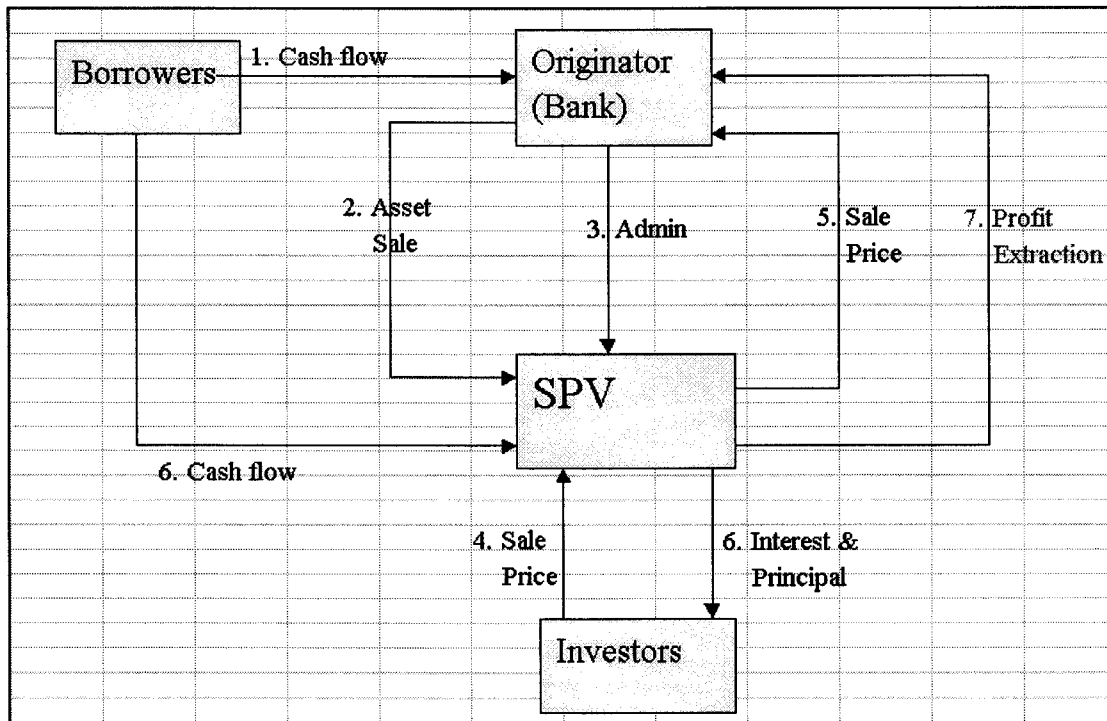 Borrowers
1. Cash flow
Originator
(Bank)
2. Asset
Sale
3. Admin
5. Sale
Price
7. Profit
Extraction
SPV
6. Cash flow
4. Sale
Price
6. Interest &
Principal
Investors